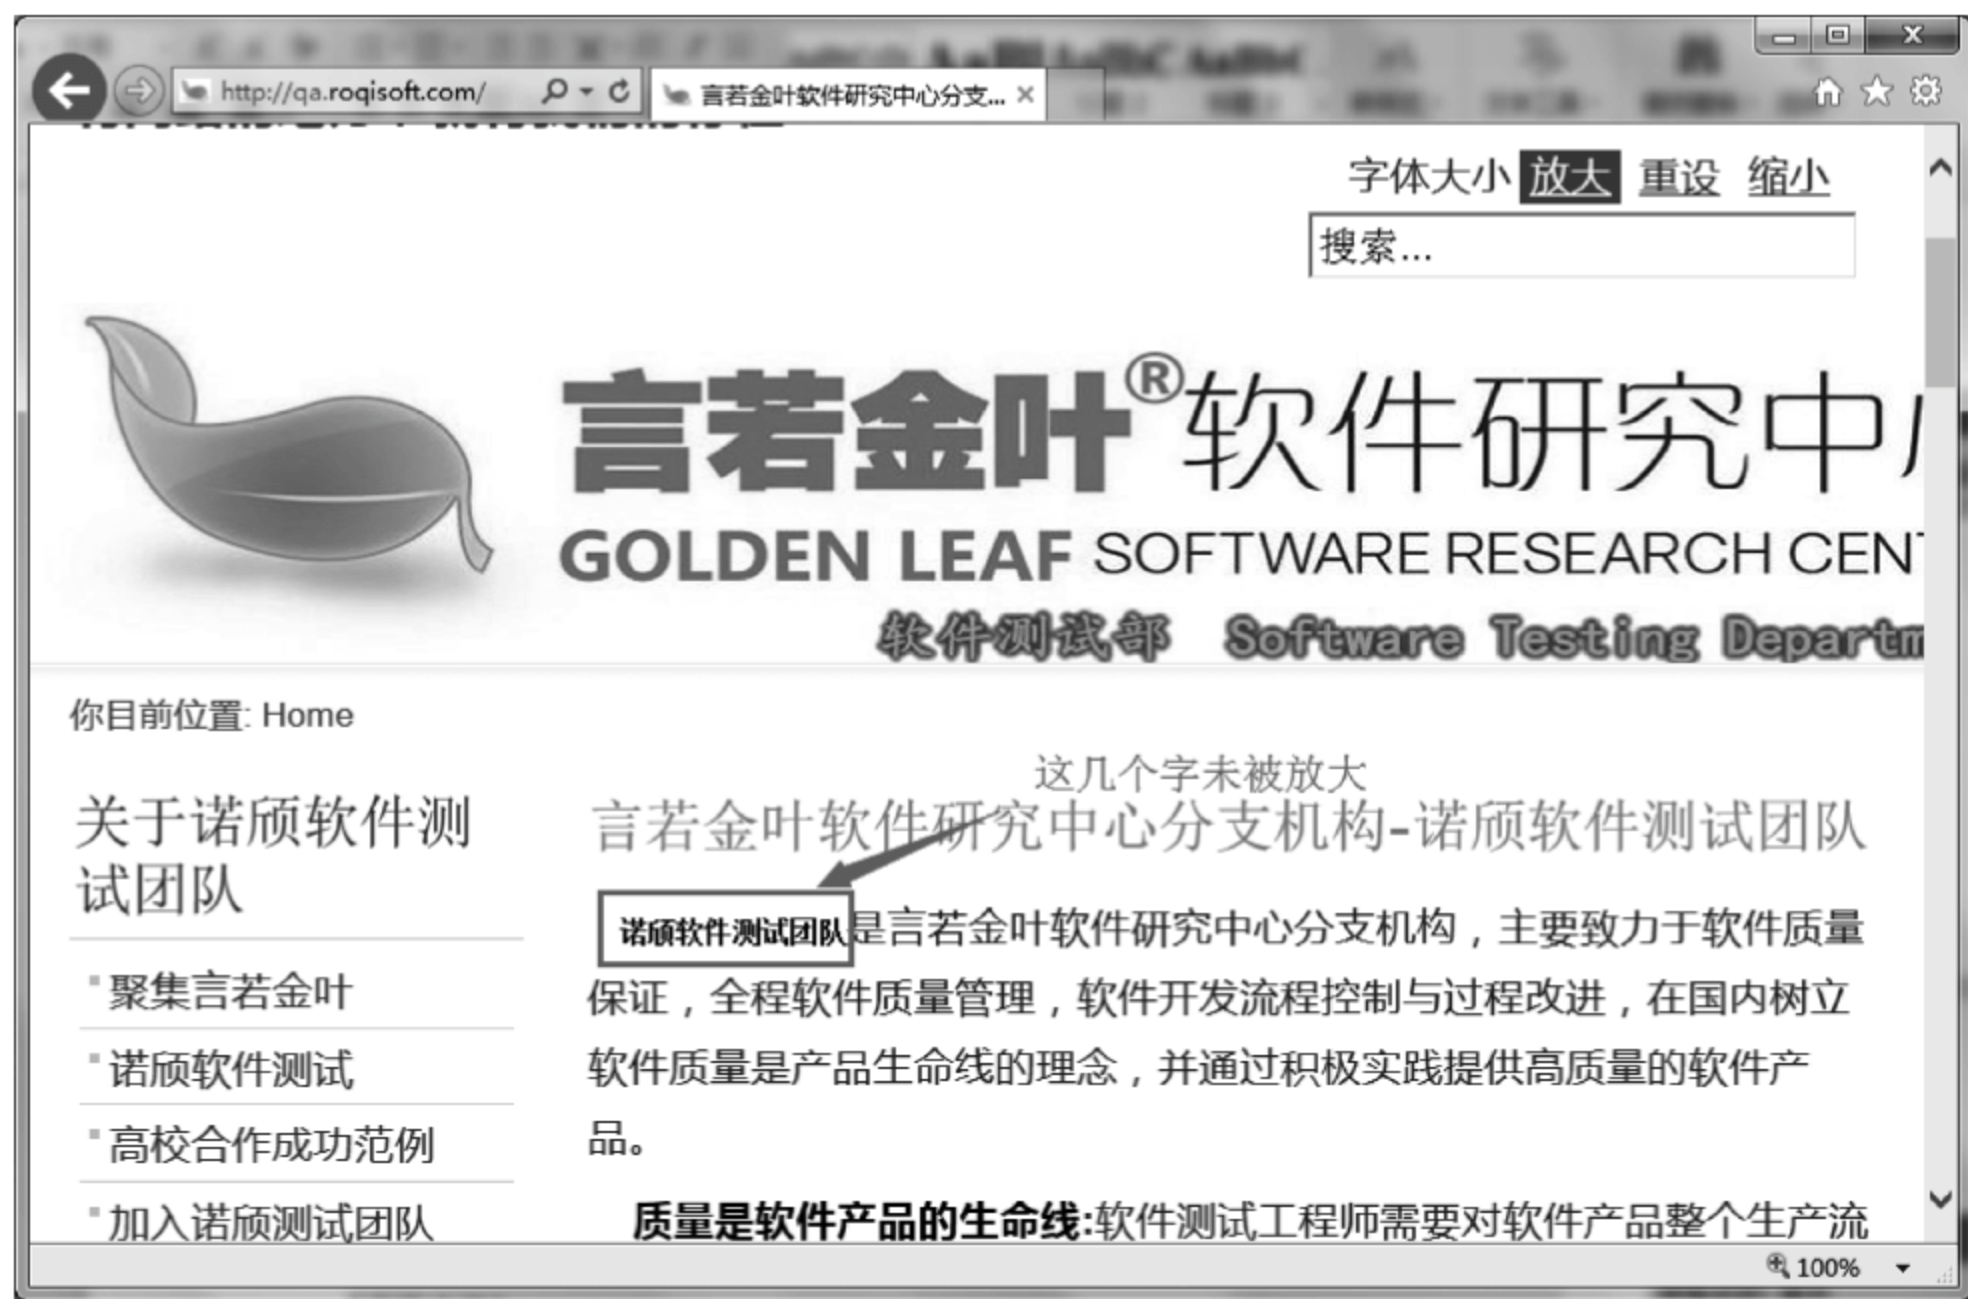 http://qa.roqisoft.com/
言若金叶软件研究中心分支...
字体大小 放大 重设 缩小
搜索...
言若金叶®软件研究中
GOLDEN LEAF SOFTWARE RESEARCH CENT
软件测试部 Software Testing Departm
你目前位置: Home
关于诺颀软件测
试团队
聚集言若金叶
诺颀软件测试
高校合作成功范例
加入诺颀测试团队
这几个字未被放大
言若金叶软件研究中心分支机构-诺颀软件测试团队
诺颀软件测试团队是言若金叶软件研究中心分支机构，主要致力于软件质量
保证，全程软件质量管理，软件开发流程控制与过程改进，在国内树立
软件质量是产品生命线的理念，并通过积极实践提供高质量的软件产
品。
质量是软件产品的生命线:软件测试工程师需要对软件产品整个生产流
100%